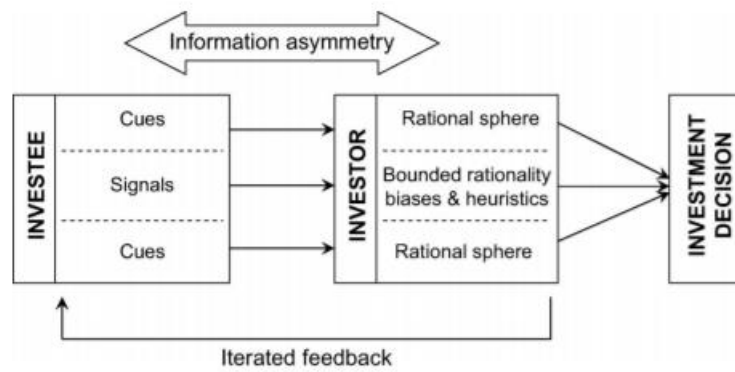 Information asymmetry
INVESTEE
Cues
Signals
Cues
INVESTOR
Rational sphere
Bounded rationality
biases & heuristics
Rational sphere
INVESTMENT
DECISION
Iterated feedback